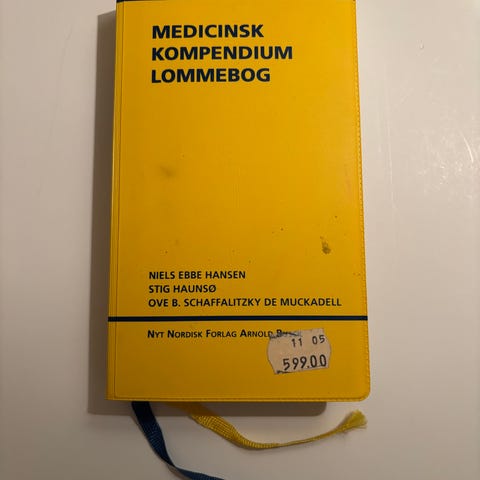 MEDICINSK
KOMPENDIUM
LOMMEBOG
NIELS EBBE HANSEN
STIG HAUNSØ
OVE B. SCHAFFALITZKY DE MUCKADELL
NYT NORDISK FORLAG ARNOLD
11 05
599.00